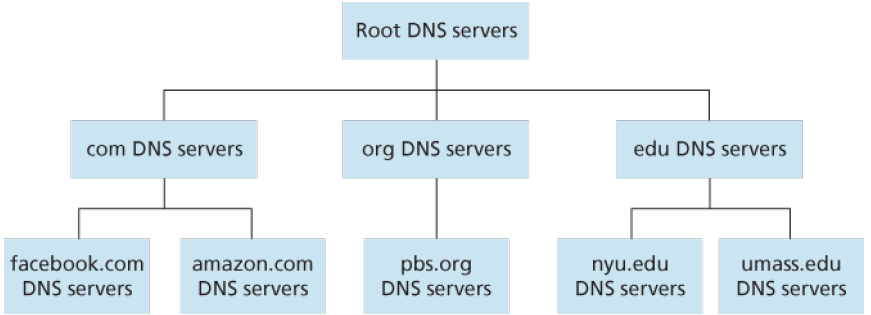 Root DNS servers
com DNS servers
org DNS servers
edu DNS servers
facebook.com
DNS servers
amazon.com
DNS servers
pbs.org
DNS servers
nyu.edu
DNS servers
umass.edu
DNS servers